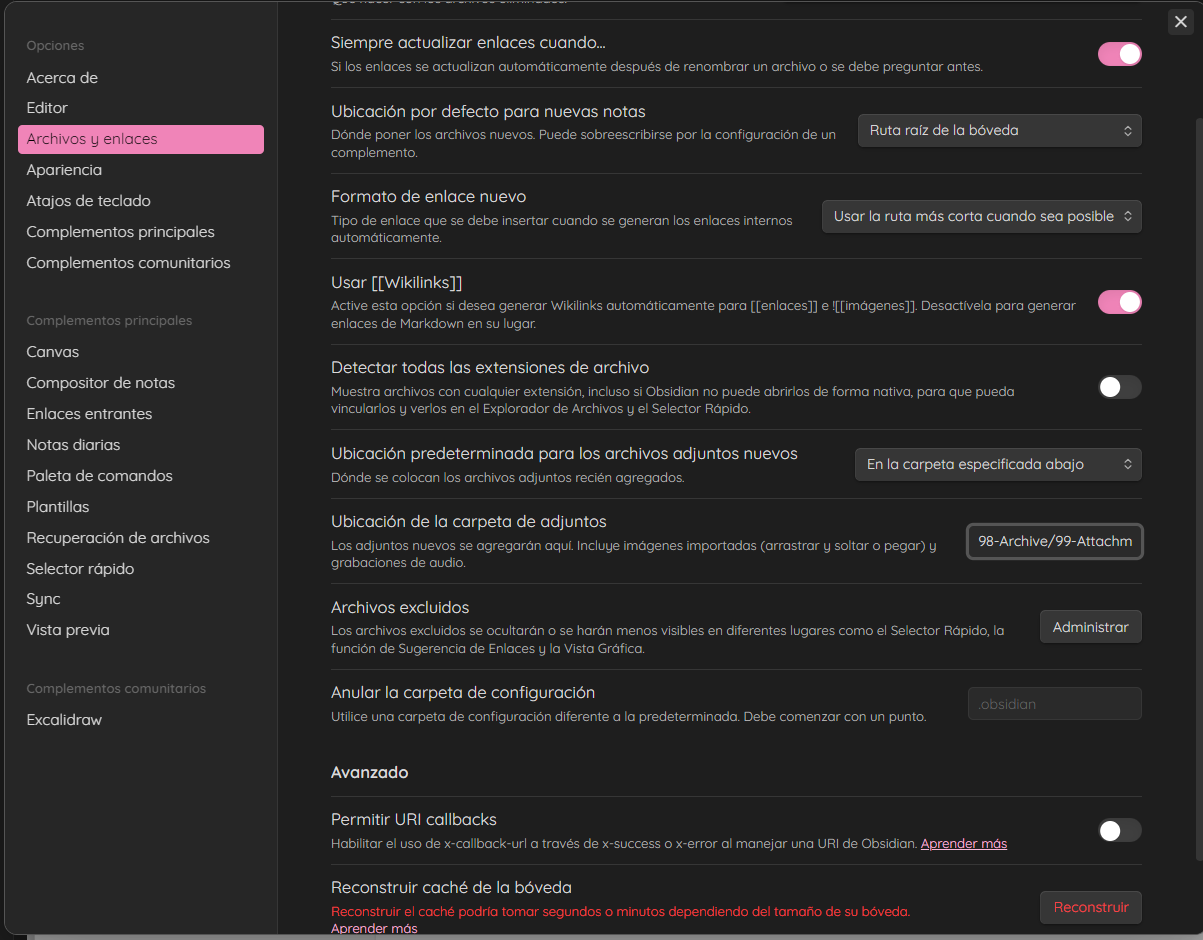 Opciones
Acerca de
Editor
Archivos y enlaces
Apariencia
Atajos de teclado
Complementos principales
Complementos comunitarios
Complementos principales
Canvas
Compositor de notas
Enlaces entrantes
Notas diarias
Paleta de comandos
Plantillas
Recuperación de archivos
Selector rápido
Sync
Vista previa
Complementos comunitarios
Excalidraw
Siempre actualizar enlaces cuando...
Si los enlaces se actualizan automáticamente después de renombrar un archivo o se debe preguntar antes.
Ubicación por defecto para nuevas notas
Dónde poner los archivos nuevos. Puede sobreescribirse por la configuración de un
complemento.
Ruta raíz de la bóveda
Formato de enlace nuevo
Tipo de enlace que se debe insertar cuando se generan los enlaces internos
automáticamente.
Usar la ruta más corta cuando sea posible
Usar [[Wikilinks]]
Active esta opción si desea generar Wikilinks automáticamente para [[enlaces]] e ![[imágenes]]. Desactívela para generar
enlaces de Markdown en su lugar.
Detectar todas las extensiones de archivo
Muestra archivos con cualquier extensión, incluso si Obsidian no puede abrirlos de forma nativa, para que pueda
vincularlos y verlos en el Explorador de Archivos y el Selector Rápido.
Ubicación predeterminada para los archivos adjuntos nuevos
Dónde se colocan los archivos adjuntos recién agregados.
En la carpeta especificada abajo
Ubicación de la carpeta de adjuntos
Los adjuntos nuevos se agregarán aquí. Incluye imágenes importadas (arrastrar y soltar o pegar) y
grabaciones de audio.
98-Archive/99-Attachm
Archivos excluidos
Los archivos excluidos se ocultarán o se harán menos visibles en diferentes lugares como el Selector Rápido, la
función de Sugerencia de Enlaces y la Vista Gráfica.
Administrar
Anular la carpeta de configuración
Utilice una carpeta de configuración diferente a la predeterminada. Debe comenzar con un punto.
.obsidian
Avanzado
Permitir URI callbacks
Habilitar el uso de x-callback-url a través de x-success o x-error al manejar una URI de Obsidian. Aprender más
Reconstruir caché de la bóveda
Reconstruir el caché podría tomar segundos o minutos dependiendo del tamaño de su bóveda.
Aprender más
Reconstruir